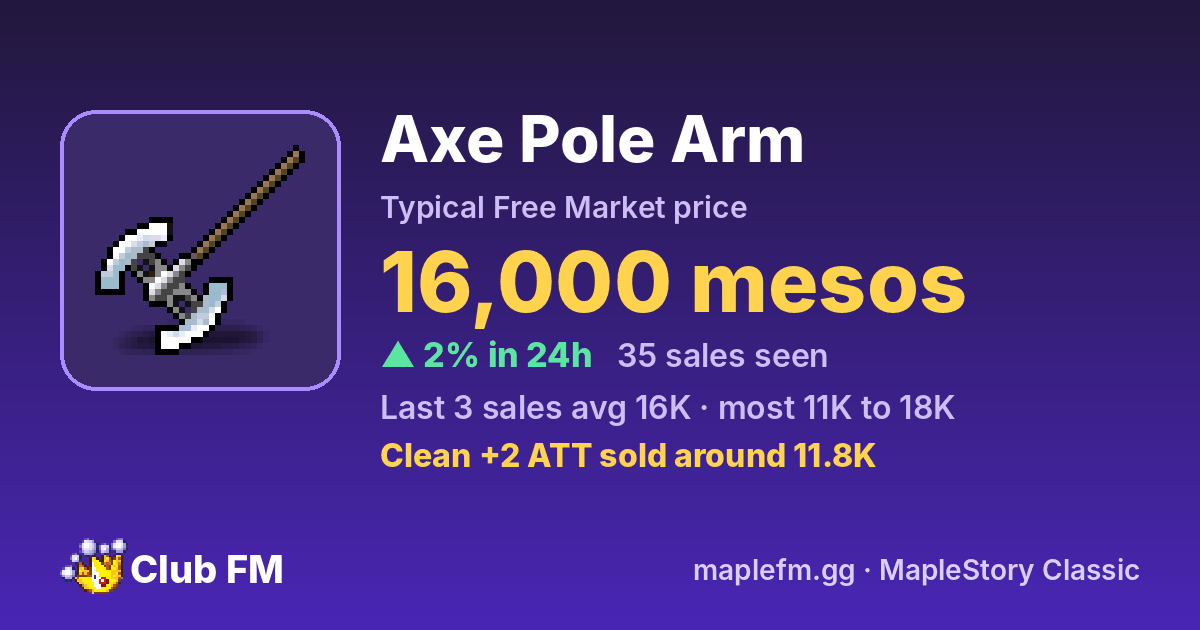 Axe Pole Arm
Typical Free Market price
16,000 mesos
▲ 2% in 24h 35 sales seen
Last 3 sales avg 16K · most 11K to 18K
Clean +2 ATT sold around 11.8K
Club FM
maplefm.gg · MapleStory Classic